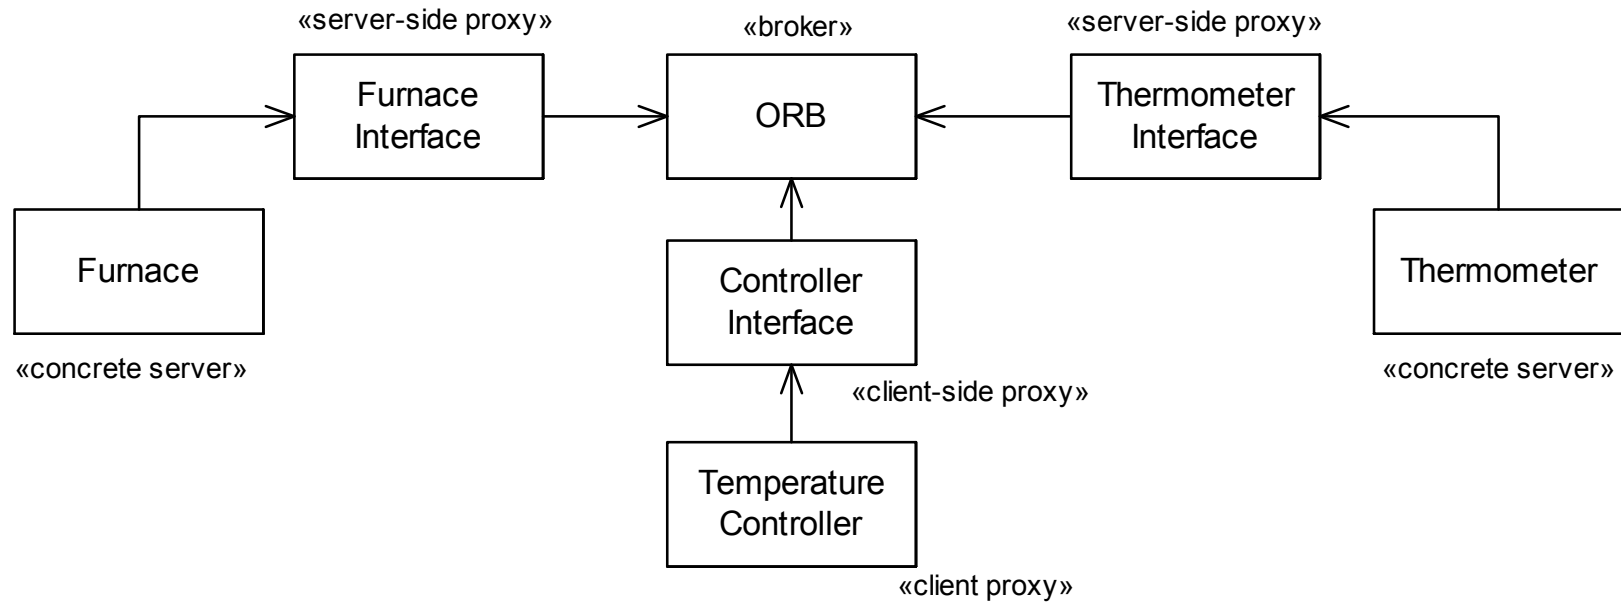 «server-side proxy»
«broker»
«server-side proxy»
Furnace
Interface
ORB
Thermometer
Interface
Furnace
«concrete server»
Controller
Interface
«client-side proxy»
Thermometer
«concrete server»
Temperature
Controller
«client proxy»